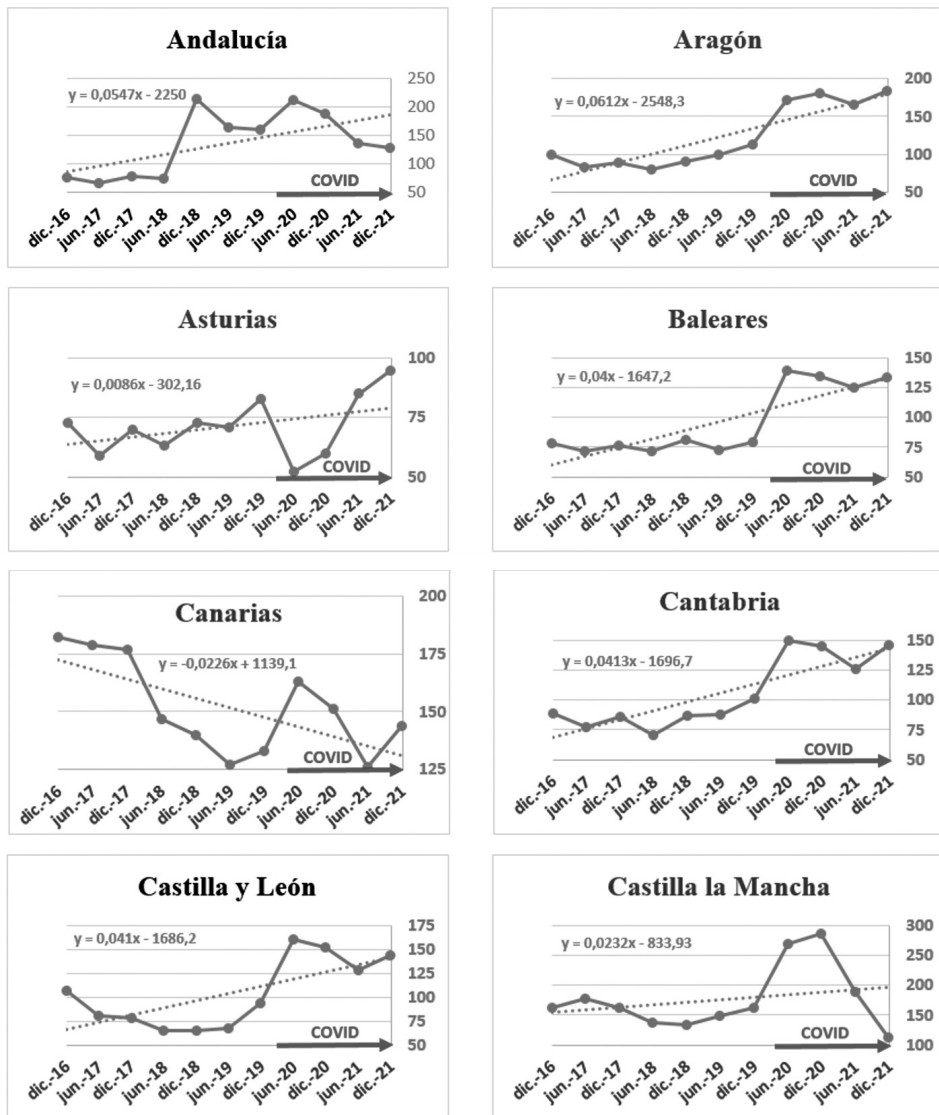 Andalucía
y = 0,0547x - 2250
250
200
150
100
50
COVID
dic.-16
jun.-17
dic.-17
jun.-18
dic.-18
jun.-19
dic.-19
jun.-20
dic.-20
jun.-21
dic.-21
Aragón
y = 0,0612x - 2548,3
200
150
100
50
COVID
dic.-16
jun.-17
dic.-17
jun.-18
dic.-18
jun.-19
dic.-19
jun.-20
dic.-20
jun.-21
dic.-21
Asturias
y = 0,0086x - 302,16
100
75
50
COVID
dic.-16
jun.-17
dic.-17
jun.-18
dic.-18
jun.-19
dic.-19
jun.-20
dic.-20
jun.-21
dic.-21
Baleares
y = 0,04x - 1647,2
150
125
100
75
50
COVID
dic.-16
jun.-17
dic.-17
jun.-18
dic.-18
jun.-19
dic.-19
jun.-20
dic.-20
jun.-21
dic.-21
Canarias
y = -0,0226x + 1139,1
200
175
150
125
COVID
dic.-16
jun.-17
dic.-17
jun.-18
dic.-18
jun.-19
dic.-19
jun.-20
dic.-20
jun.-21
dic.-21
Cantabria
y = 0,0413x - 1696,7
150
125
100
75
50
COVID
dic.-16
jun.-17
dic.-17
jun.-18
dic.-18
jun.-19
dic.-19
jun.-20
dic.-20
jun.-21
dic.-21
Castilla y León
y = 0,041x - 1686,2
175
150
125
100
75
50
COVID
dic.-16
jun.-17
dic.-17
jun.-18
dic.-18
jun.-19
dic.-19
jun.-20
dic.-20
jun.-21
dic.-21
Castilla la Mancha
y = 0,0232x - 833,93
300
250
200
150
100
COVID
dic.-16
jun.-17
dic.-17
jun.-18
dic.-18
jun.-19
dic.-19
jun.-20
dic.-20
jun.-21
dic.-21